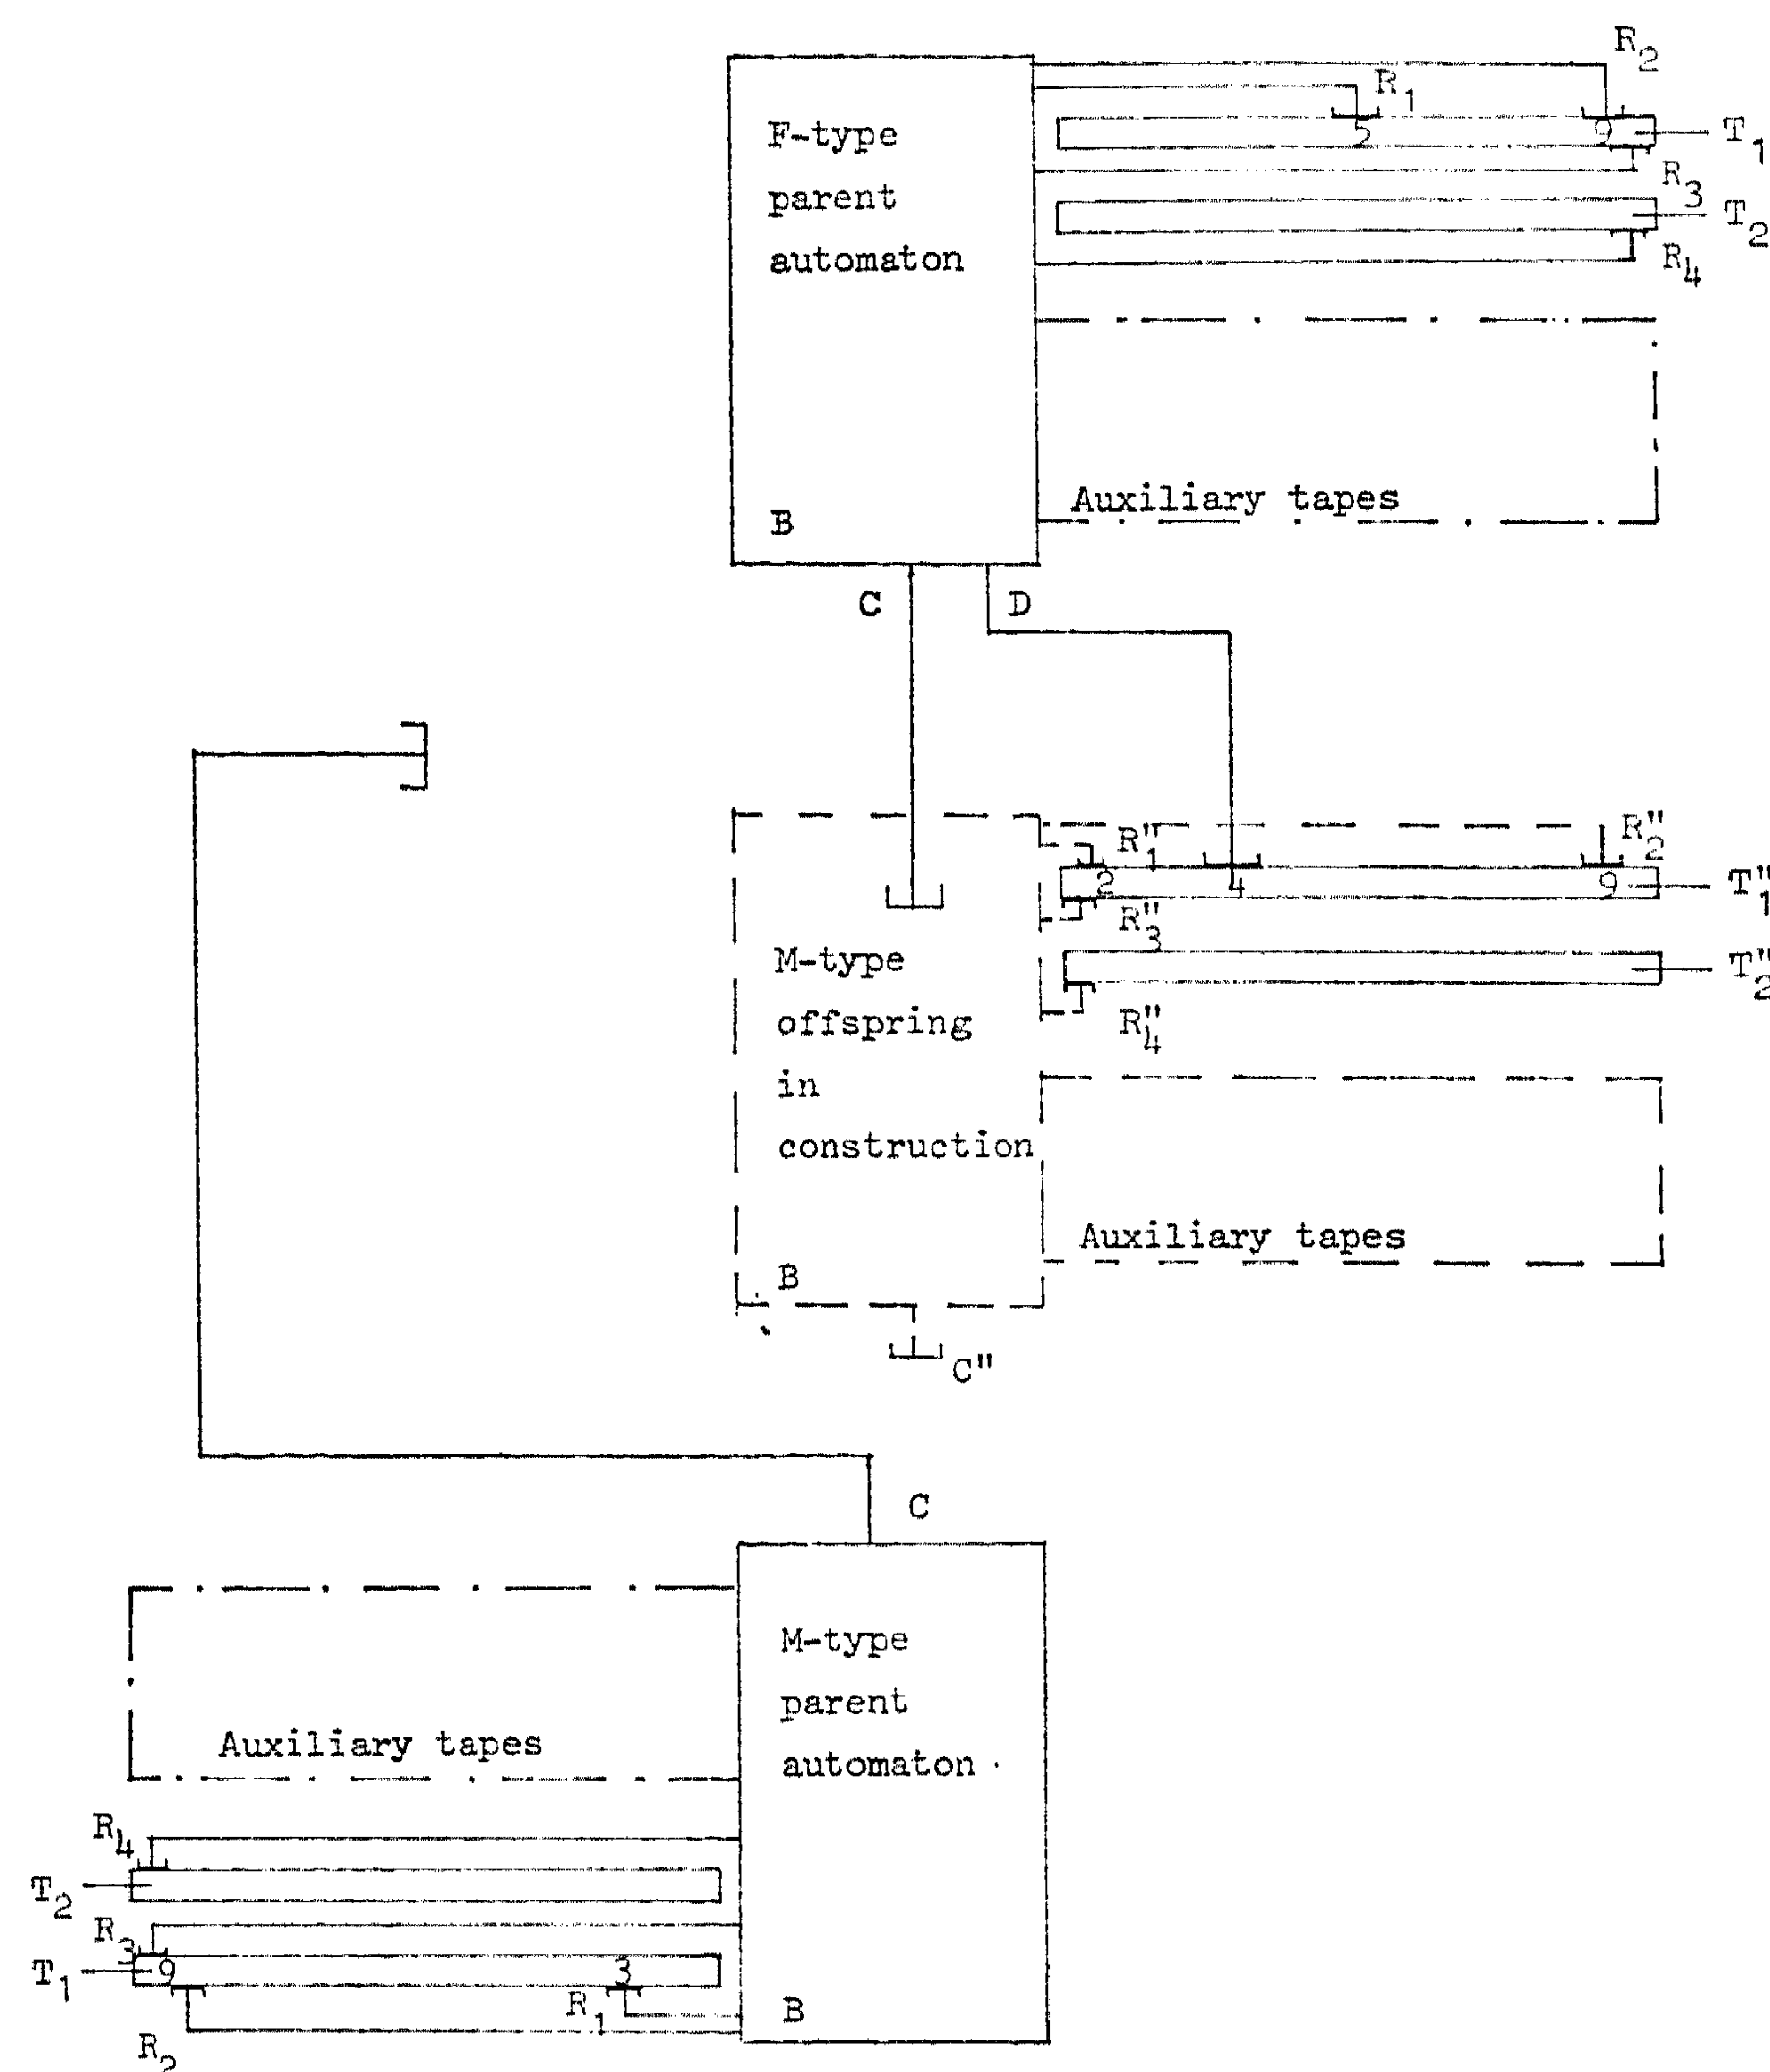 R2
R1
F-type
parent
automaton
5
9
T1
R3
T2
R4
Auxiliary tapes
B
C
D
R"1
R"2
2
4
9
T"1
R"3
M-type
offspring
in
construction
T"2
R"4
Auxiliary tapes
B
C"
C
M-type
parent
automaton
Auxiliary tapes
R4
T2
R3
T1
9
3
R1
B
R2